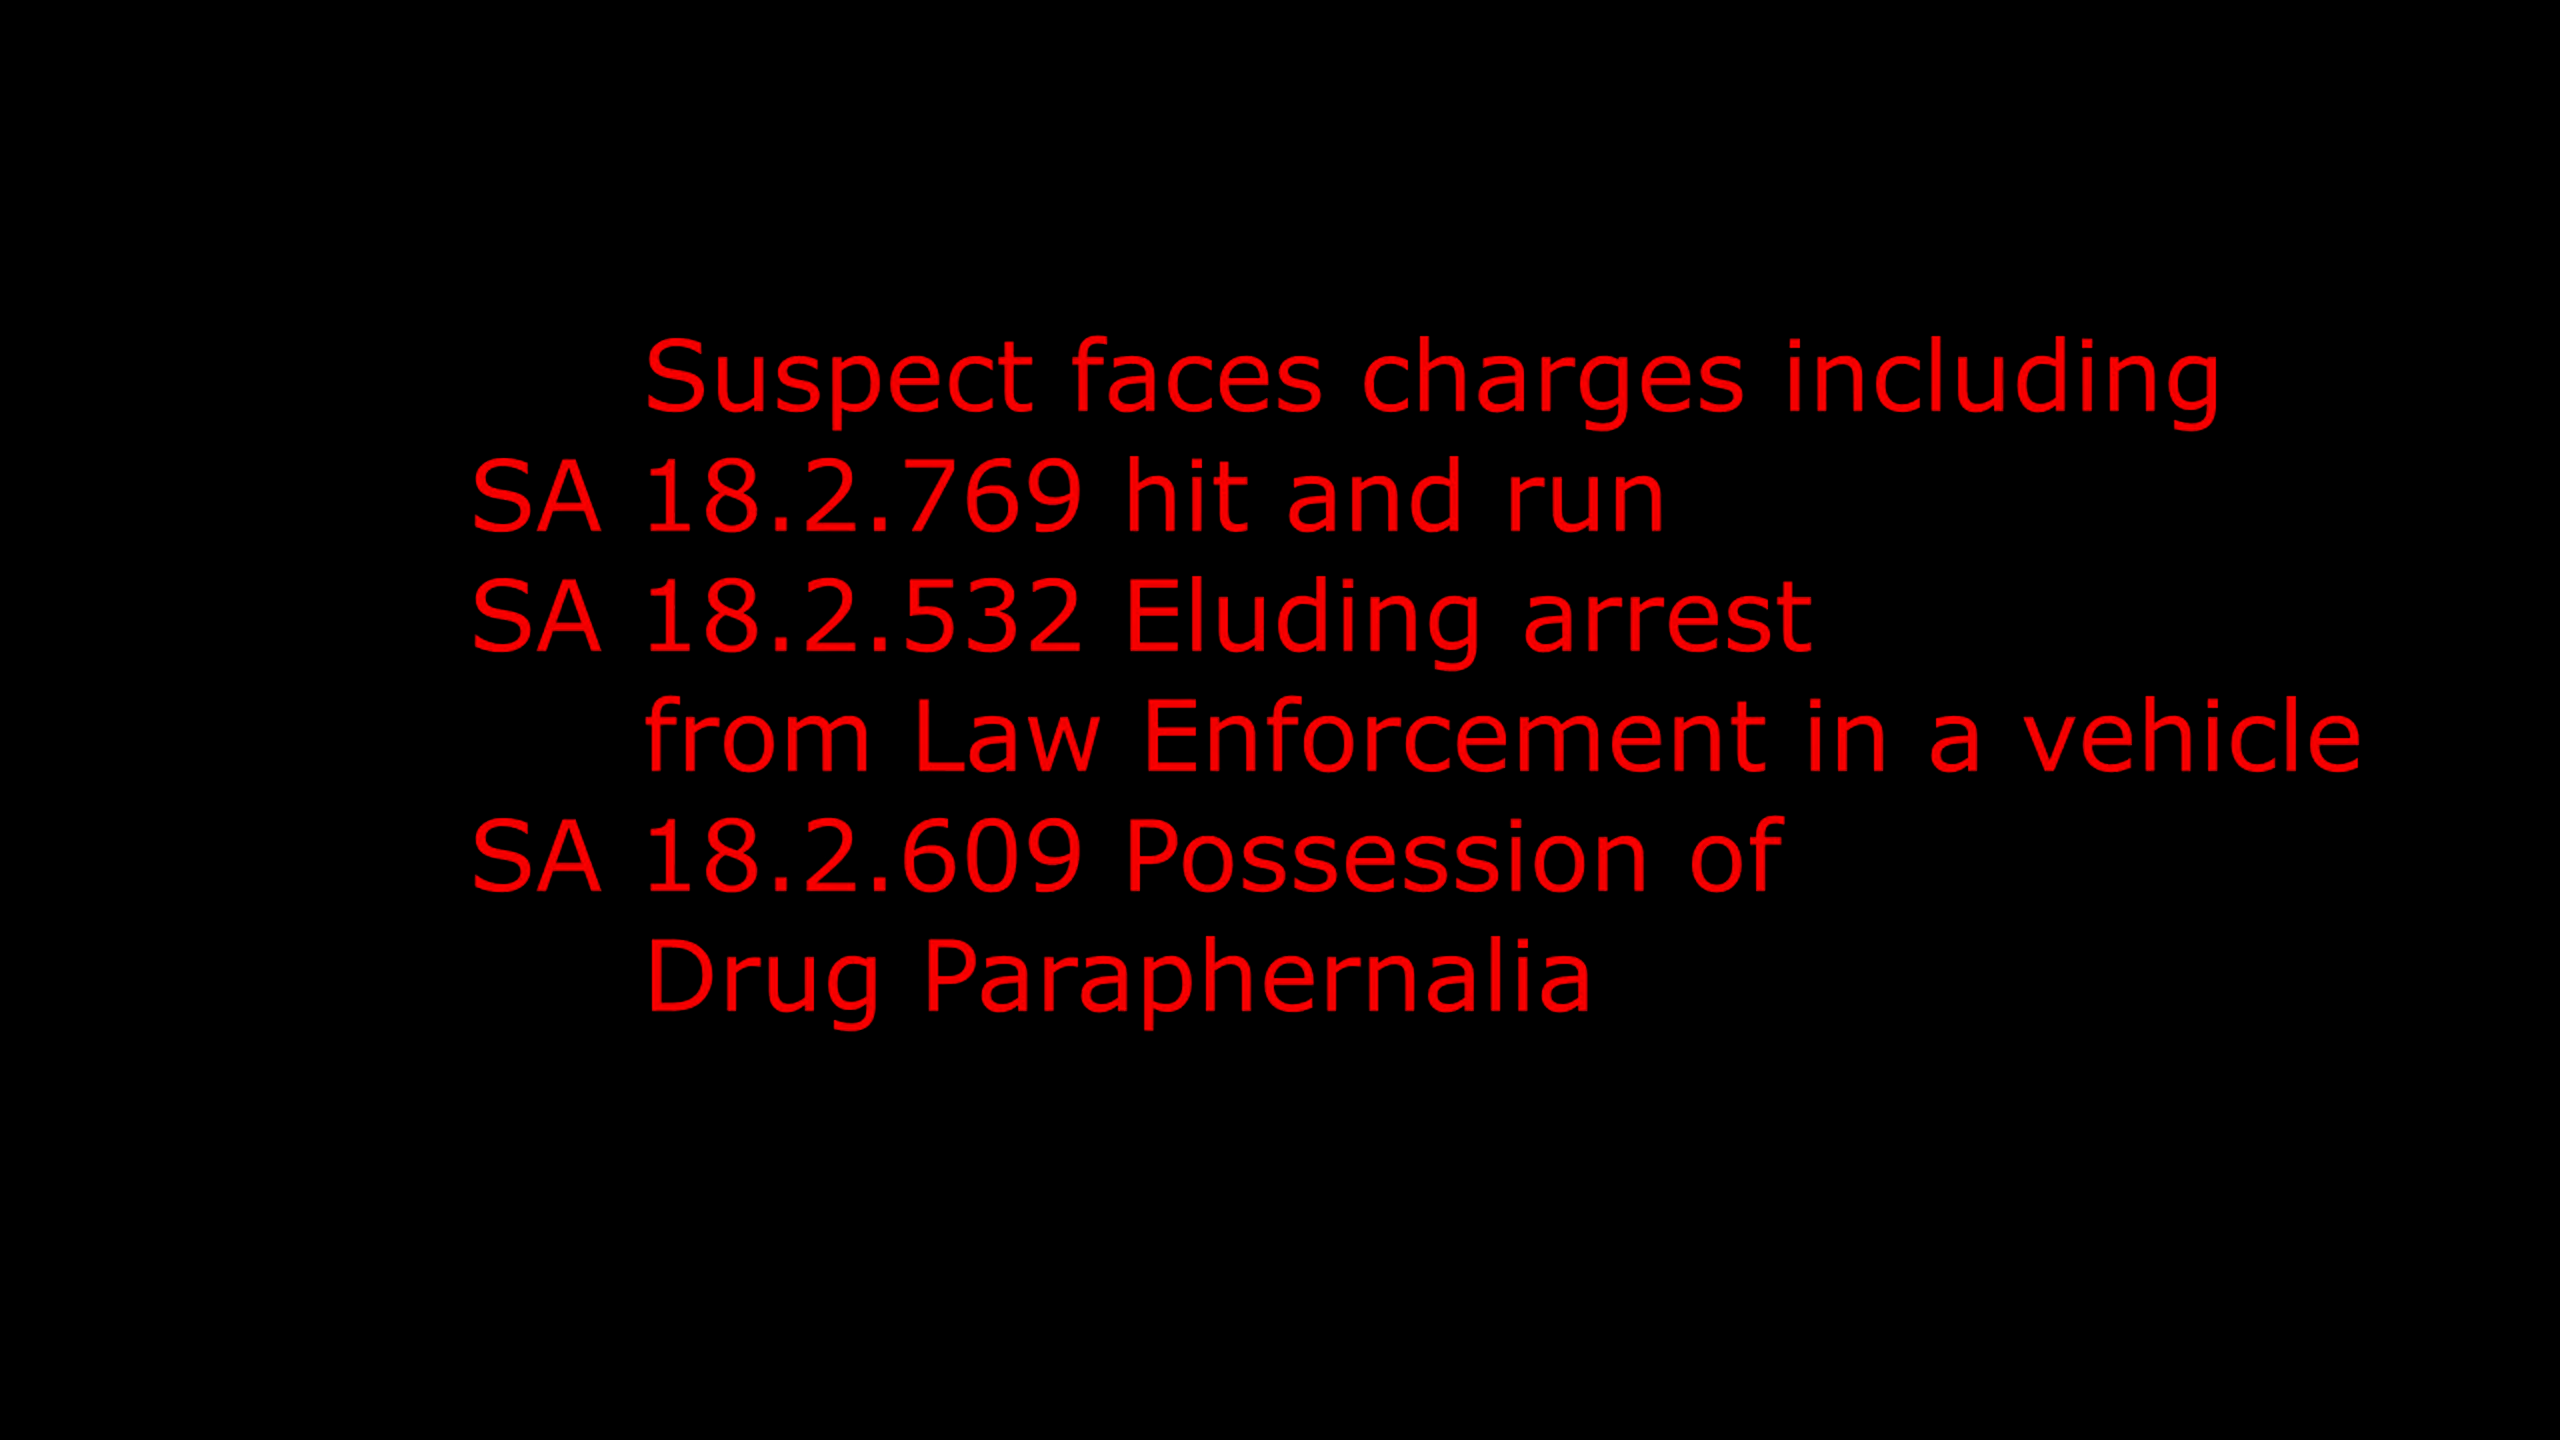 Suspect faces charges including
SA 18.2.769 hit and run
SA 18.2.532 Eluding arrest
from Law Enforcement in a vehicle
SA 18.2.609 Possession of
Drug Paraphernalia